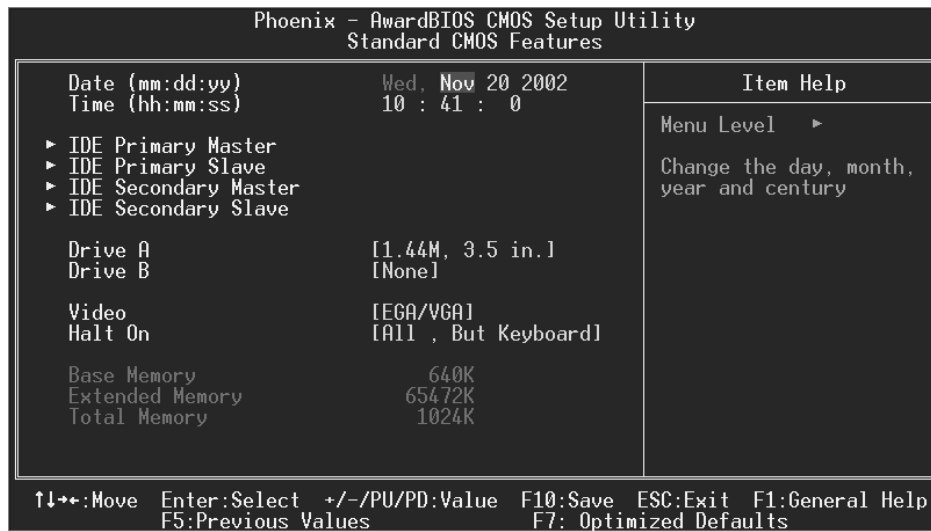 Phoenix - AwardBIOS CMOS Setup Utility
Standard CMOS Features
Date (mm:dd:yy) Wed, Nov 20 2002
Time (hh:mm:ss) 10 : 41 : 0
► IDE Primary Master
► IDE Primary Slave
► IDE Secondary Master
► IDE Secondary Slave
Drive A [1.44M, 3.5 in.]
Drive B [None]
Video [EGA/VGA]
Halt On [All , But Keyboard]
Base Memory 640K
Extended Memory 65472K
Total Memory 1024K
Item Help
Menu Level ►
Change the day, month,
year and century
↑↓→←:Move Enter:Select +/-/PU/PD:Value F10:Save ESC:Exit F1:General Help
F5:Previous Values F7: Optimized Defaults